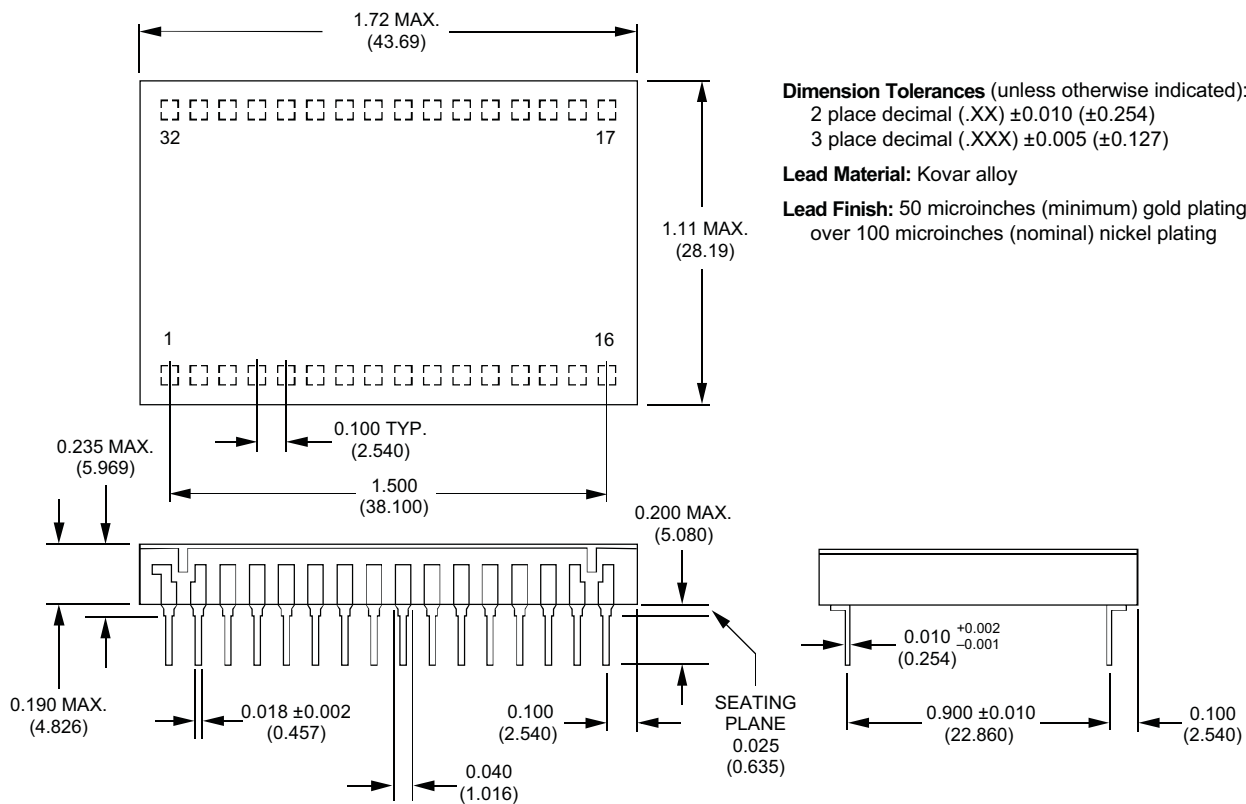 1.72 MAX.
(43.69)
Dimension Tolerances (unless otherwise indicated):
2 place decimal (.XX) ±0.010 (±0.254)
3 place decimal (.XXX) ±0.005 (±0.127)
Lead Material: Kovar alloy
Lead Finish: 50 microinches (minimum) gold plating
over 100 microinches (nominal) nickel plating
32
17
1.11 MAX.
(28.19)
1
16
0.100 TYP.
(2.540)
0.235 MAX.
(5.969)
1.500
(38.100)
0.200 MAX.
(5.080)
0.190 MAX.
(4.826)
0.018 ±0.002
(0.457)
0.040
(1.016)
0.100
(2.540)
SEATING
PLANE
0.025
(0.635)
0.010 +0.002
–0.001
(0.254)
0.900 ±0.010
(22.860)
0.100
(2.540)